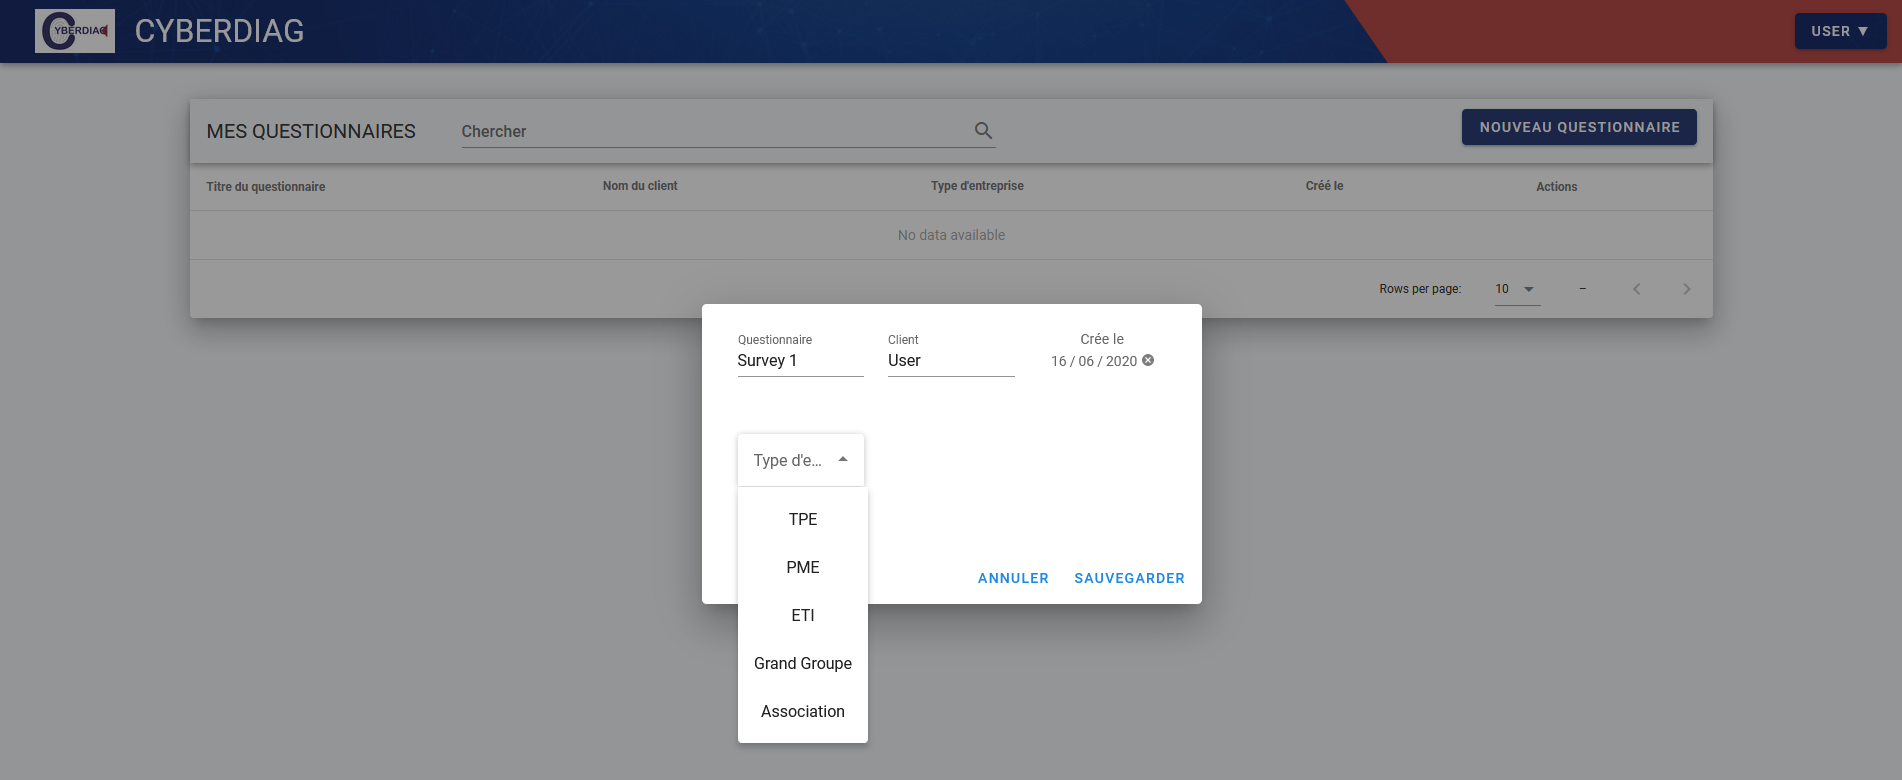 CYBERDIAG
CYBERDIAG
USER ▼
MES QUESTIONNAIRES
Chercher
NOUVEAU QUESTIONNAIRE
Titre du questionnaire
Nom du client
Type d'entreprise
Créé le
Actions
No data available
Rows per page:
10
–
Questionnaire
Survey 1
Client
User
Crée le
16 / 06 / 2020
Type d'e...
TPE
PME
ETI
Grand Groupe
Association
ANNULER
SAUVEGARDER